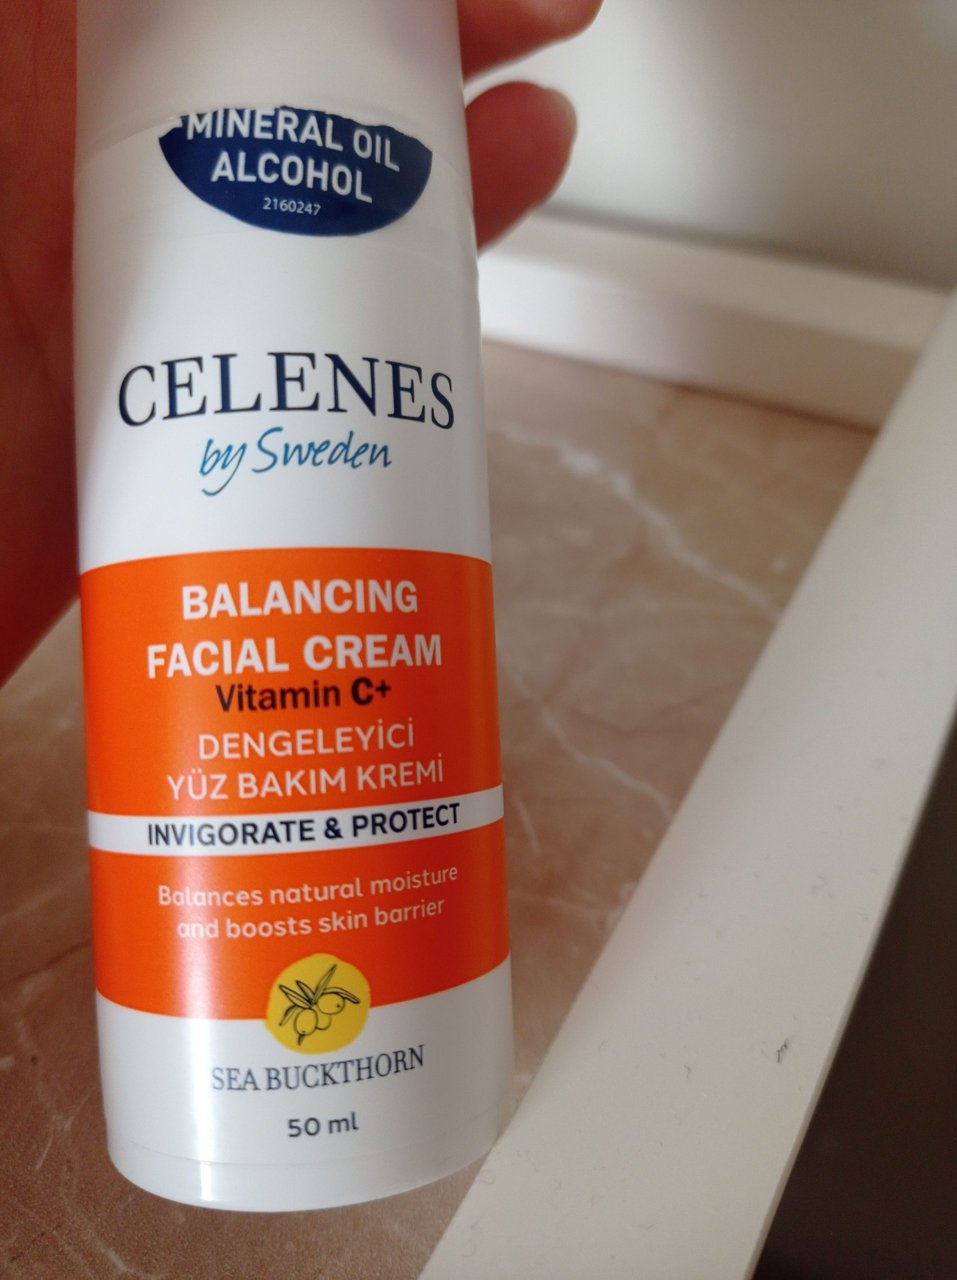 MINERAL OIL
ALCOHOL
2160247
CELENES
by Sweden
BALANCING
FACIAL CREAM
Vitamin C+
DENGELEYİCİ
YÜZ BAKIM KREMİ
INVIGORATE & PROTECT
Balances natural moisture
and boosts skin barrier
SEA BUCKTHORN
50 ml